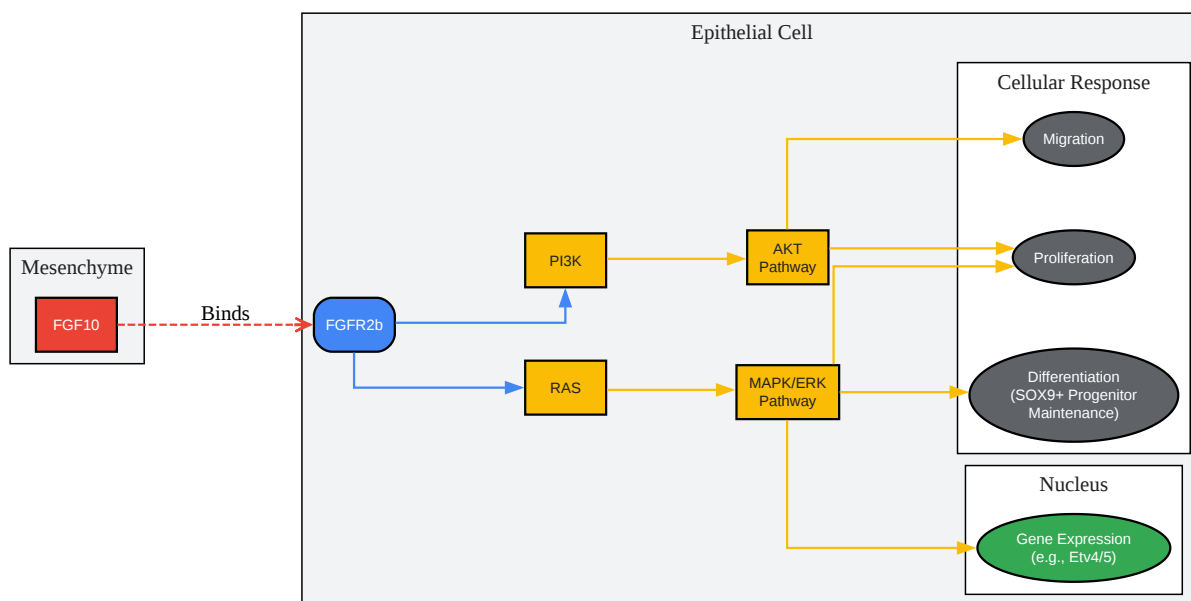 Epithelial Cell
Cellular Response
Migration
Mesenchyme
FGF10
Binds
FGFR2b
PI3K
AKT
Pathway
Proliferation
RAS
MAPK/ERK
Pathway
Differentiation
(SOX9+ Progenitor
Maintenance)
Nucleus
Gene Expression
(e.g., Etv4/5)